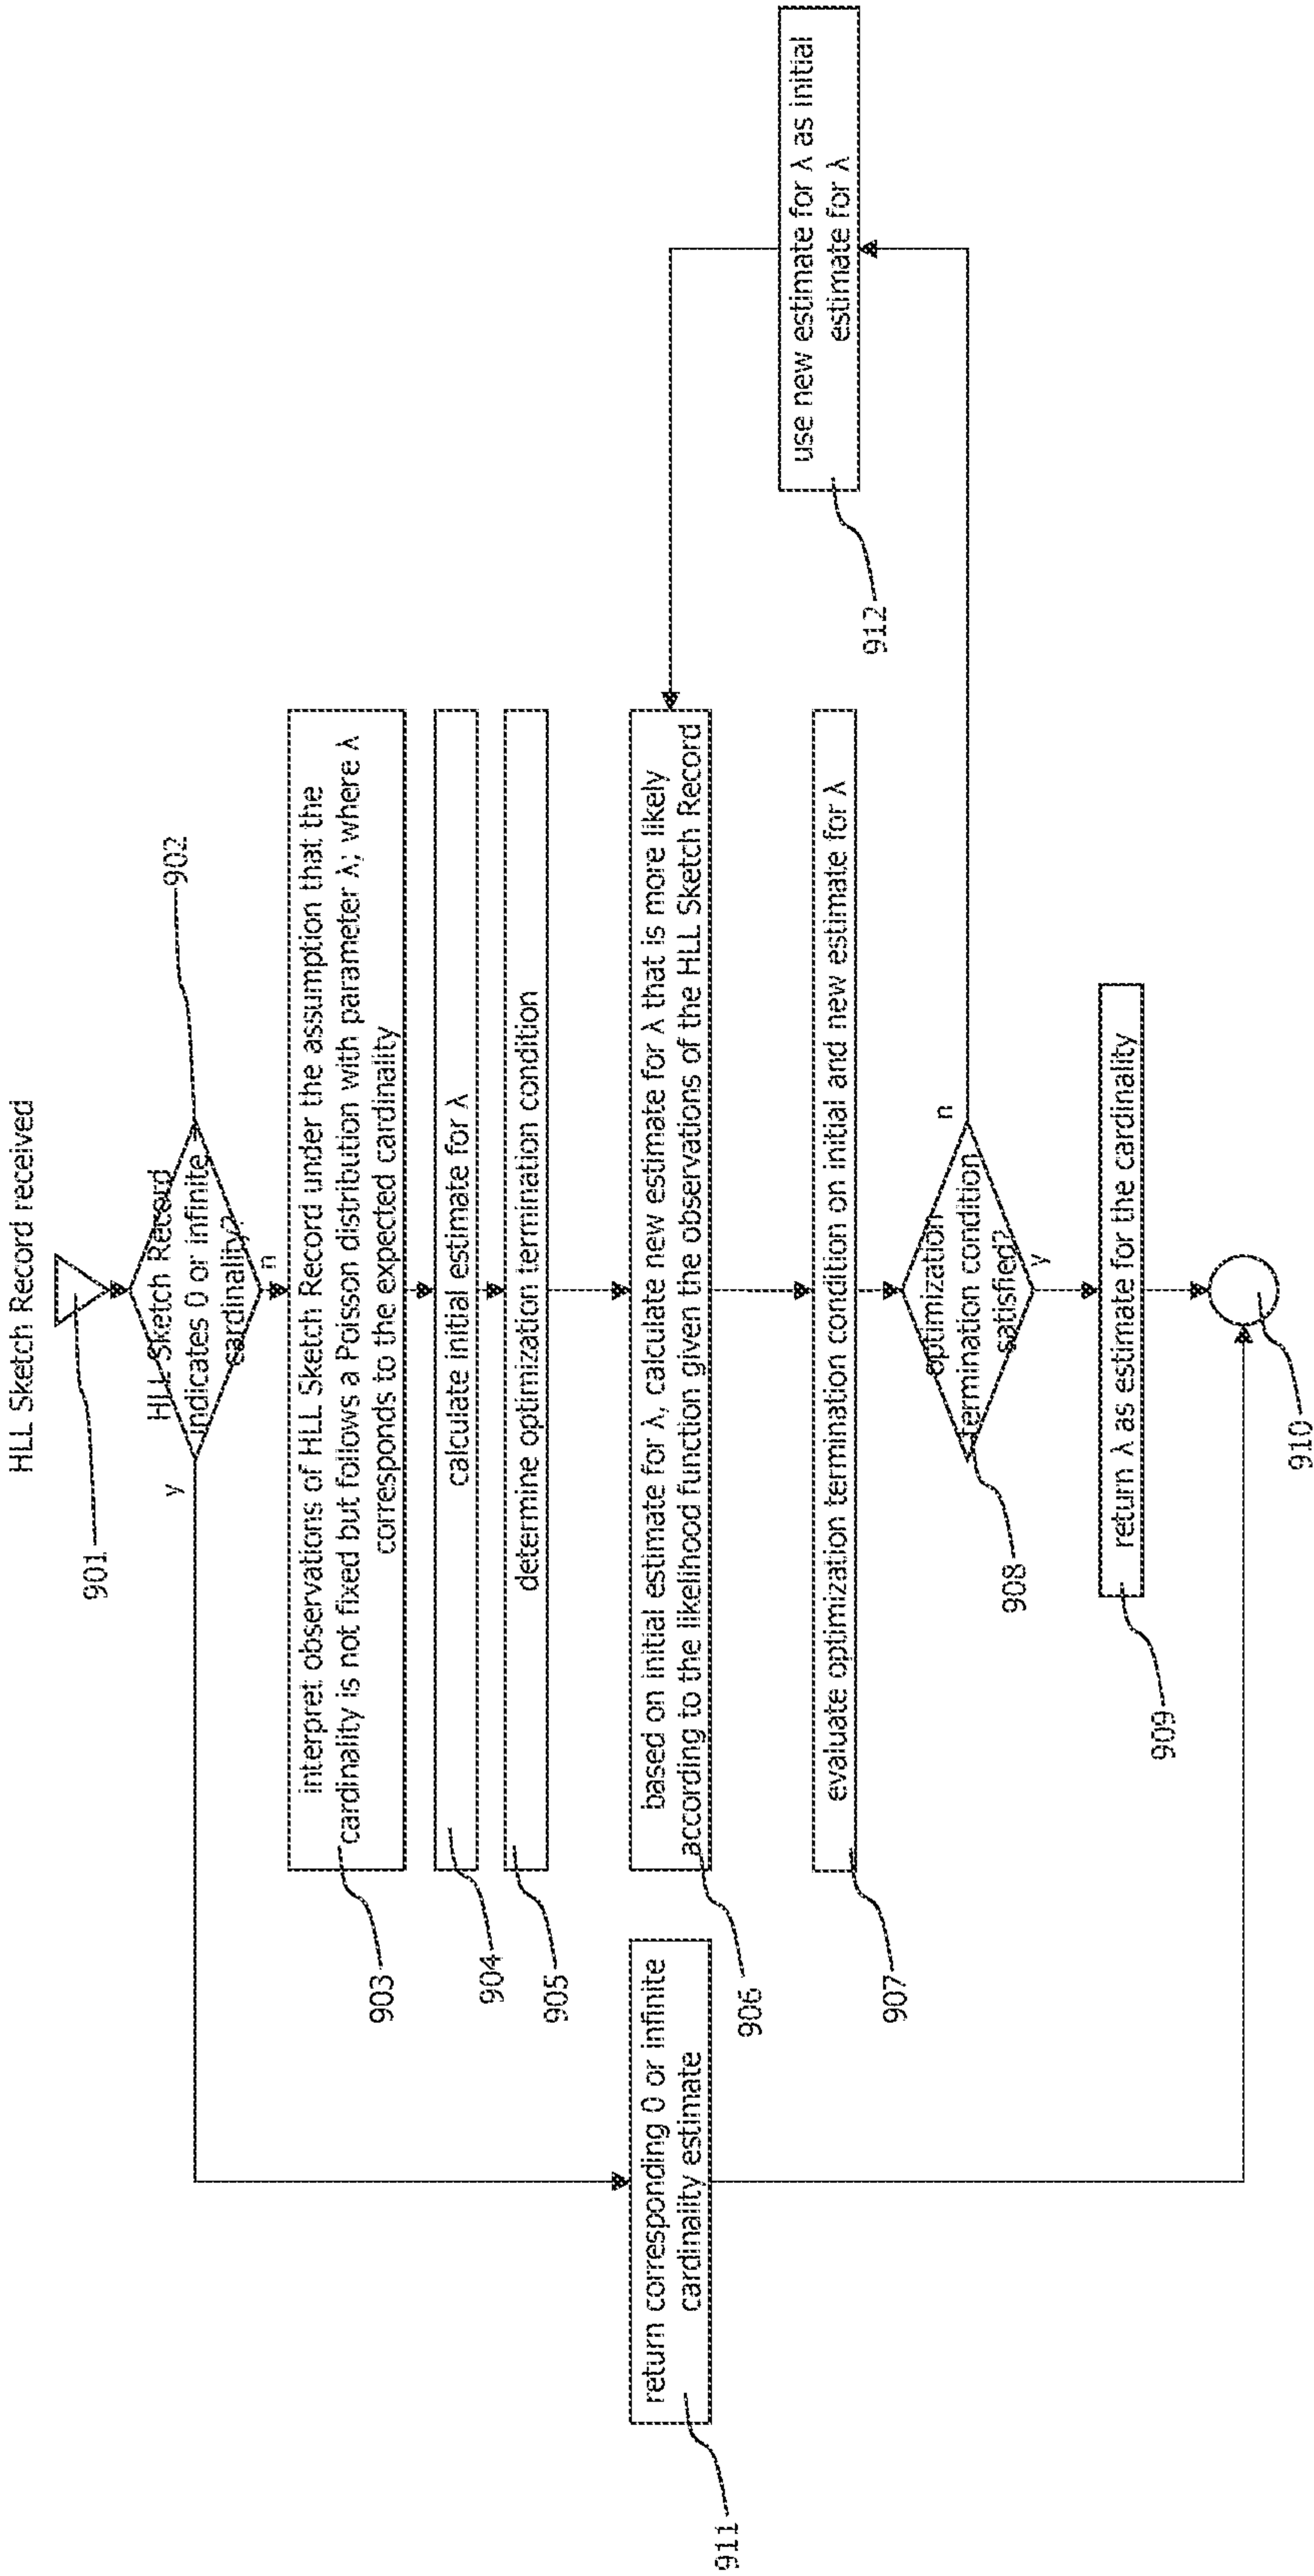 HLL Sketch Record received
901
HLL Sketch Record
indicates 0 or infinite
cardinality?
902
y
n
interpret observations of HLL Sketch Record under the assumption that the
cardinality is not fixed but follows a Poisson distribution with parameter λ; where λ
corresponds to the expected cardinality
903
calculate initial estimate for λ
904
determine optimization termination condition
905
return corresponding 0 or infinite
cardinality estimate
911
based on initial estimate for λ, calculate new estimate for λ that is more likely
according to the likelihood function given the observations of the HLL Sketch Record
906
use new estimate for λ as initial
estimate for λ
912
evaluate optimization termination condition on initial and new estimate for λ
907
optimization
termination condition
satisfied?
908
n
y
return λ as estimate for the cardinality
909
910